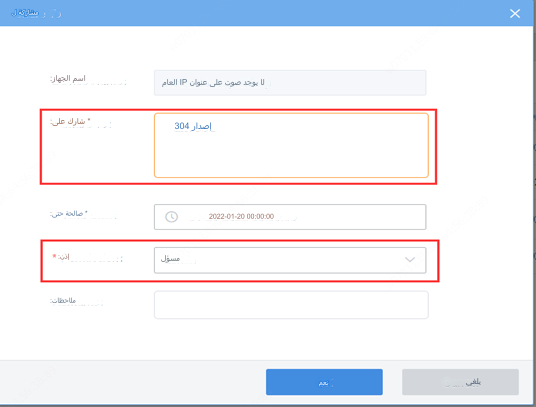 مشاركة ل
اسم الجهاز:
لا يوجد صوت على عنوان IP العام
* شارك على:
إصدار 304
* صالحة حتى:
2022-01-20 00:00:00
إذن: *
مسؤل
ملاحظات:
نعم
يلغي